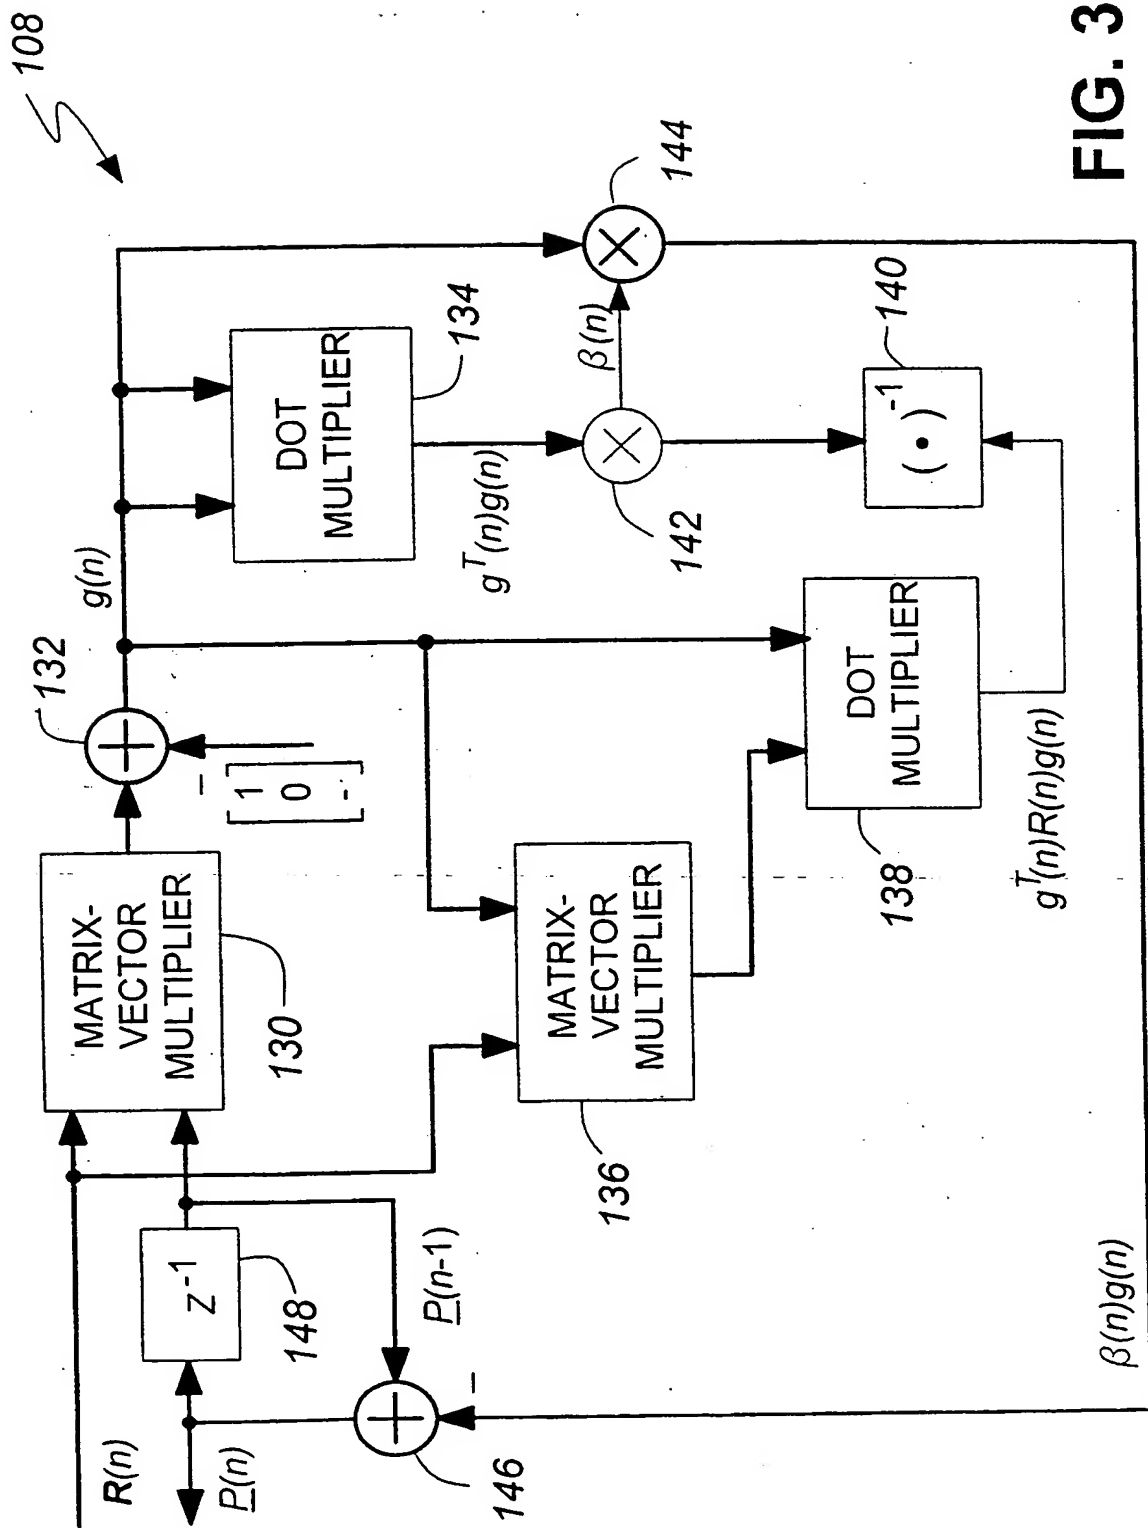 108
R(n)
P(n)
z⁻¹
148
P(n-1)
146
MATRIX-
VECTOR
MULTIPLIER
130
132
g(n)
−
1
0
DOT
MULTIPLIER
134
gᵀ(n)g(n)
MATRIX-
VECTOR
MULTIPLIER
136
DOT
MULTIPLIER
138
gᵀ(n)R(n)g(n)
142
β(n)
144
(•)⁻¹
140
−
β(n)g(n)
FIG. 3